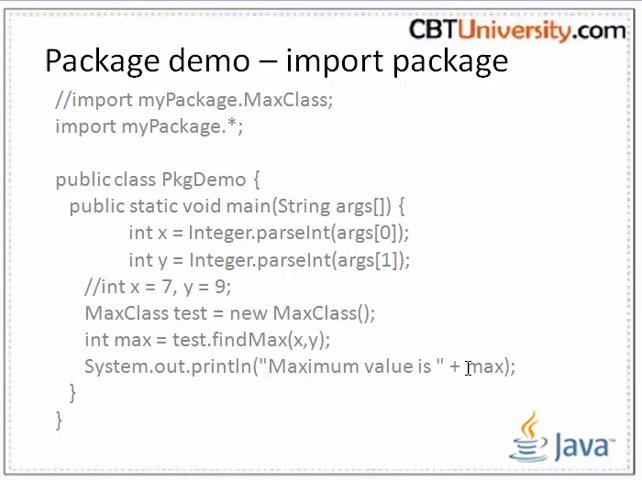 CBTUniversity.com
Package demo – import package
//import myPackage.MaxClass;
import myPackage.*;
public class PkgDemo {
public static void main(String args[]) {
int x = Integer.parseInt(args[0]);
int y = Integer.parseInt(args[1]);
//int x = 7, y = 9;
MaxClass test = new MaxClass();
int max = test.findMax(x,y);
System.out.println("Maximum value is " + max);
}
}
Java™